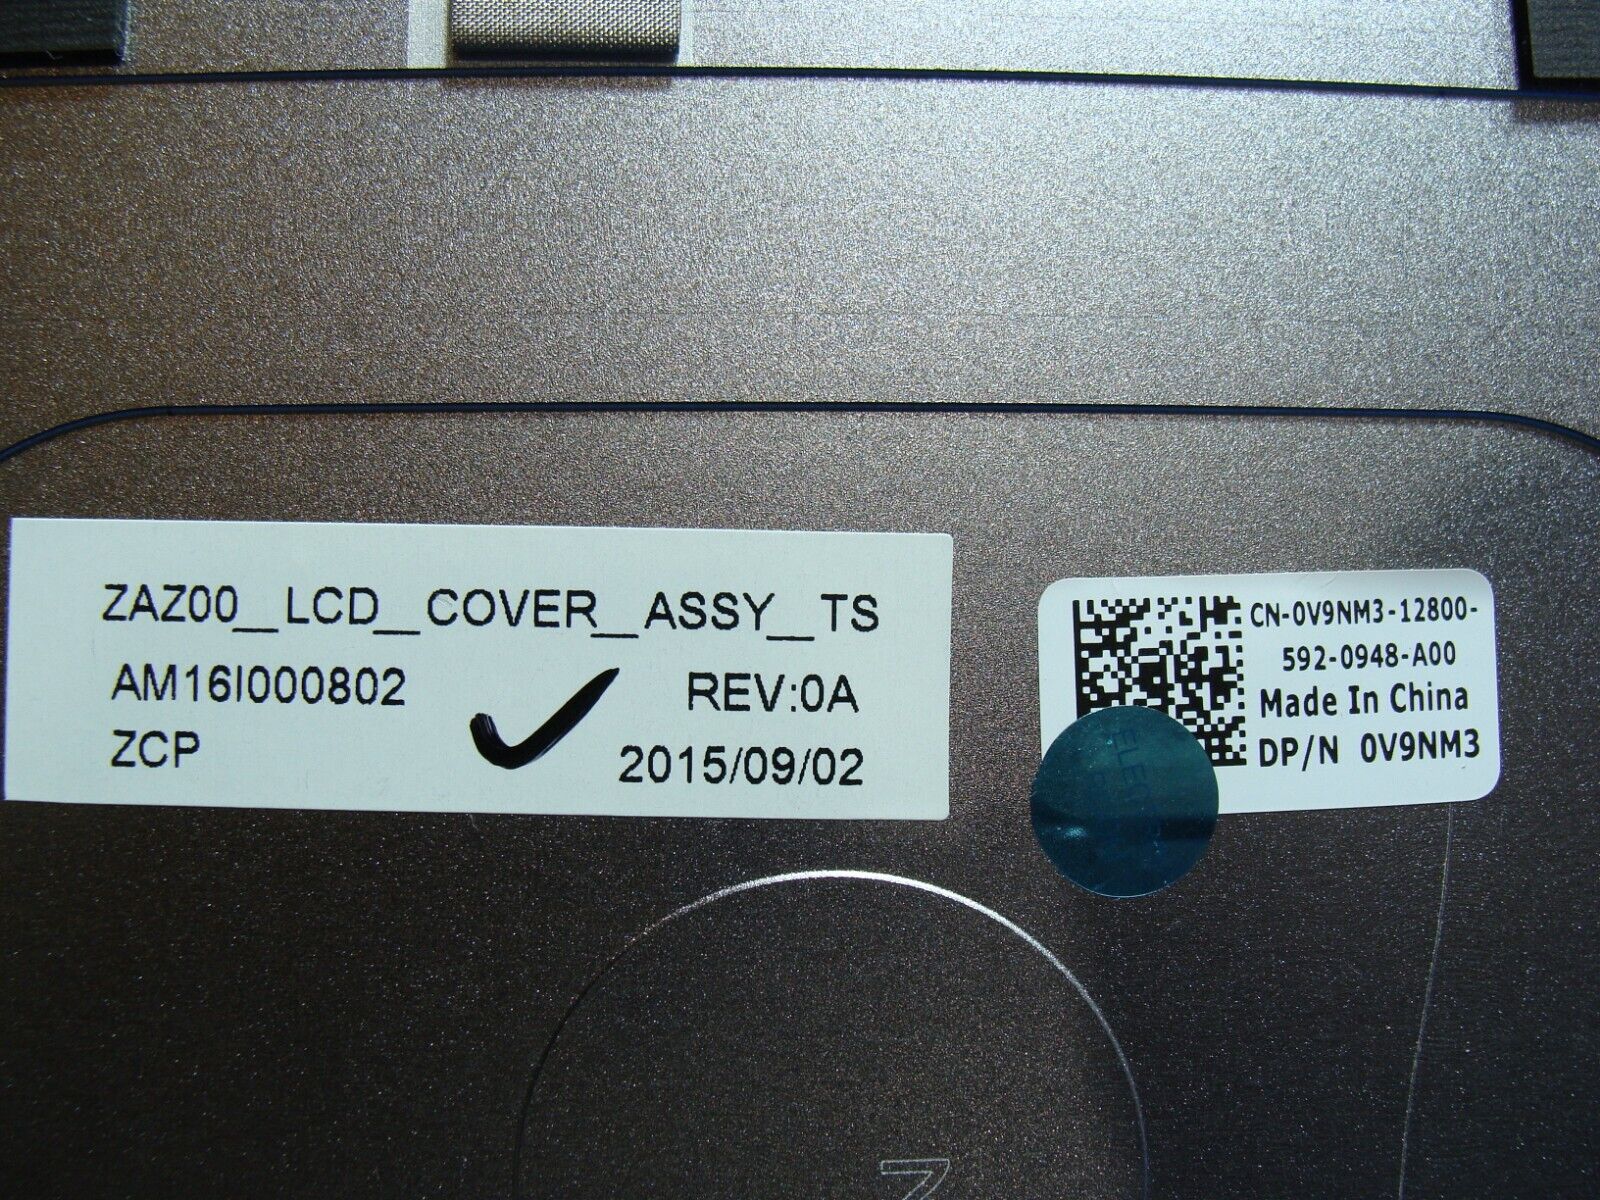 ZAZ00_LCD_COVER_ASSY_TS
AM16I000802 REV:0A
ZCP 2015/09/02
CN-0V9NM3-12800-
592-0948-A00
Made In China
DP/N 0V9NM3